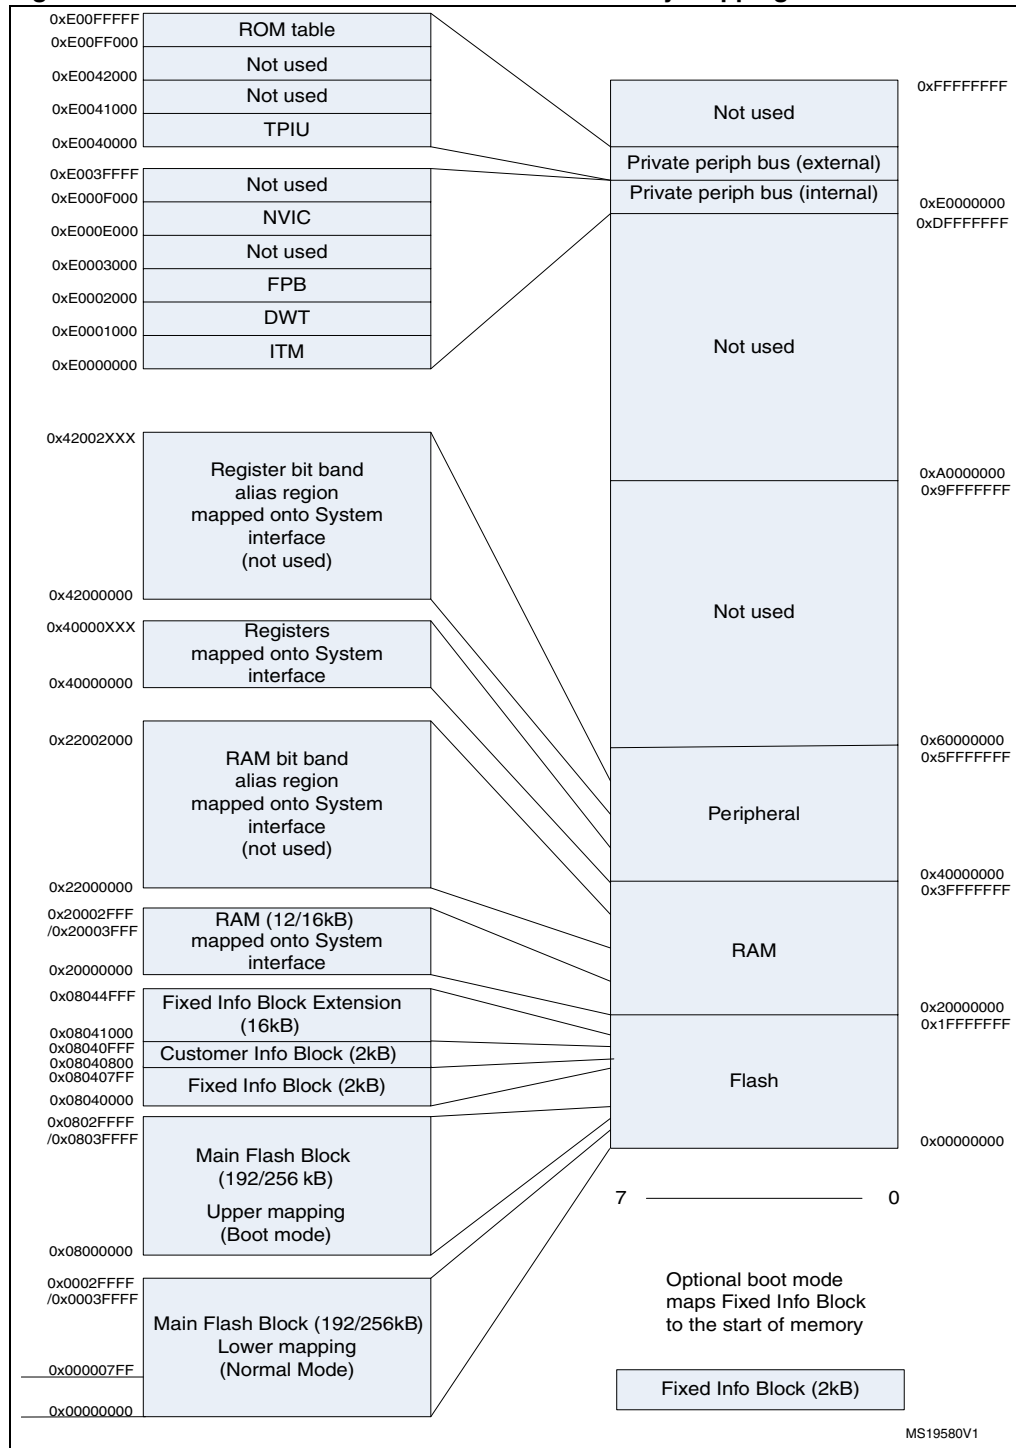 0xE00FFFFF
ROM table
0xE00FF000
Not used
0xE0042000
Not used
0xE0041000
TPIU
0xE0040000
0xE003FFFF
Not used
0xE000F000
NVIC
0xE000E000
Not used
0xE0003000
FPB
0xE0002000
DWT
0xE0001000
ITM
0xE0000000
0x42002XXX
Register bit band
alias region
mapped onto System
interface
(not used)
0x42000000
0x40000XXX
Registers
mapped onto System
interface
0x40000000
0x22002000
RAM bit band
alias region
mapped onto System
interface
(not used)
0x22000000
0x20002FFF
/0x20003FFF
RAM (12/16kB)
mapped onto System
interface
0x20000000
0x08044FFF
Fixed Info Block Extension
(16kB)
0x08041000
0x08040FFF
Customer Info Block (2kB)
0x08040800
0x080407FF
Fixed Info Block (2kB)
0x08040000
0x0802FFFF
/0x0803FFFF
Main Flash Block
(192/256 kB)
Upper mapping
(Boot mode)
0x08000000
0x0002FFFF
/0x0003FFFF
Main Flash Block (192/256kB)
Lower mapping
(Normal Mode)
0x000007FF
0x00000000
0xFFFFFFFF
Not used
Private periph bus (external)
Private periph bus (internal)
0xE0000000
0xDFFFFFFF
Not used
0xA0000000
0x9FFFFFFF
Not used
0x60000000
0x5FFFFFFF
Peripheral
0x40000000
0x3FFFFFFF
RAM
0x20000000
0x1FFFFFFF
Flash
0x00000000
7 0
Optional boot mode
maps Fixed Info Block
to the start of memory
Fixed Info Block (2kB)
MS19580V1